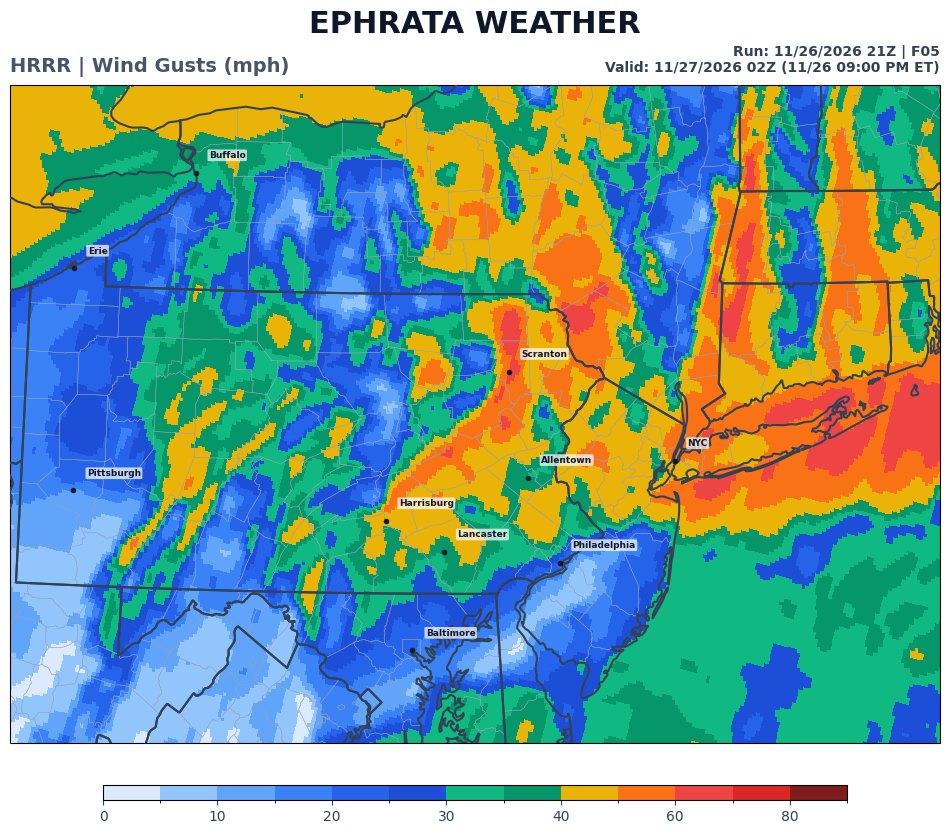 EPHRATA WEATHER
HRRR | Wind Gusts (mph)
Run: 11/26/2026 21Z | F05
Valid: 11/27/2026 02Z (11/26 09:00 PM ET)
Buffalo
Erie
Scranton
NYC
Allentown
Pittsburgh
Harrisburg
Lancaster
Philadelphia
Baltimore
0 10 20 30 40 50 60 70 80